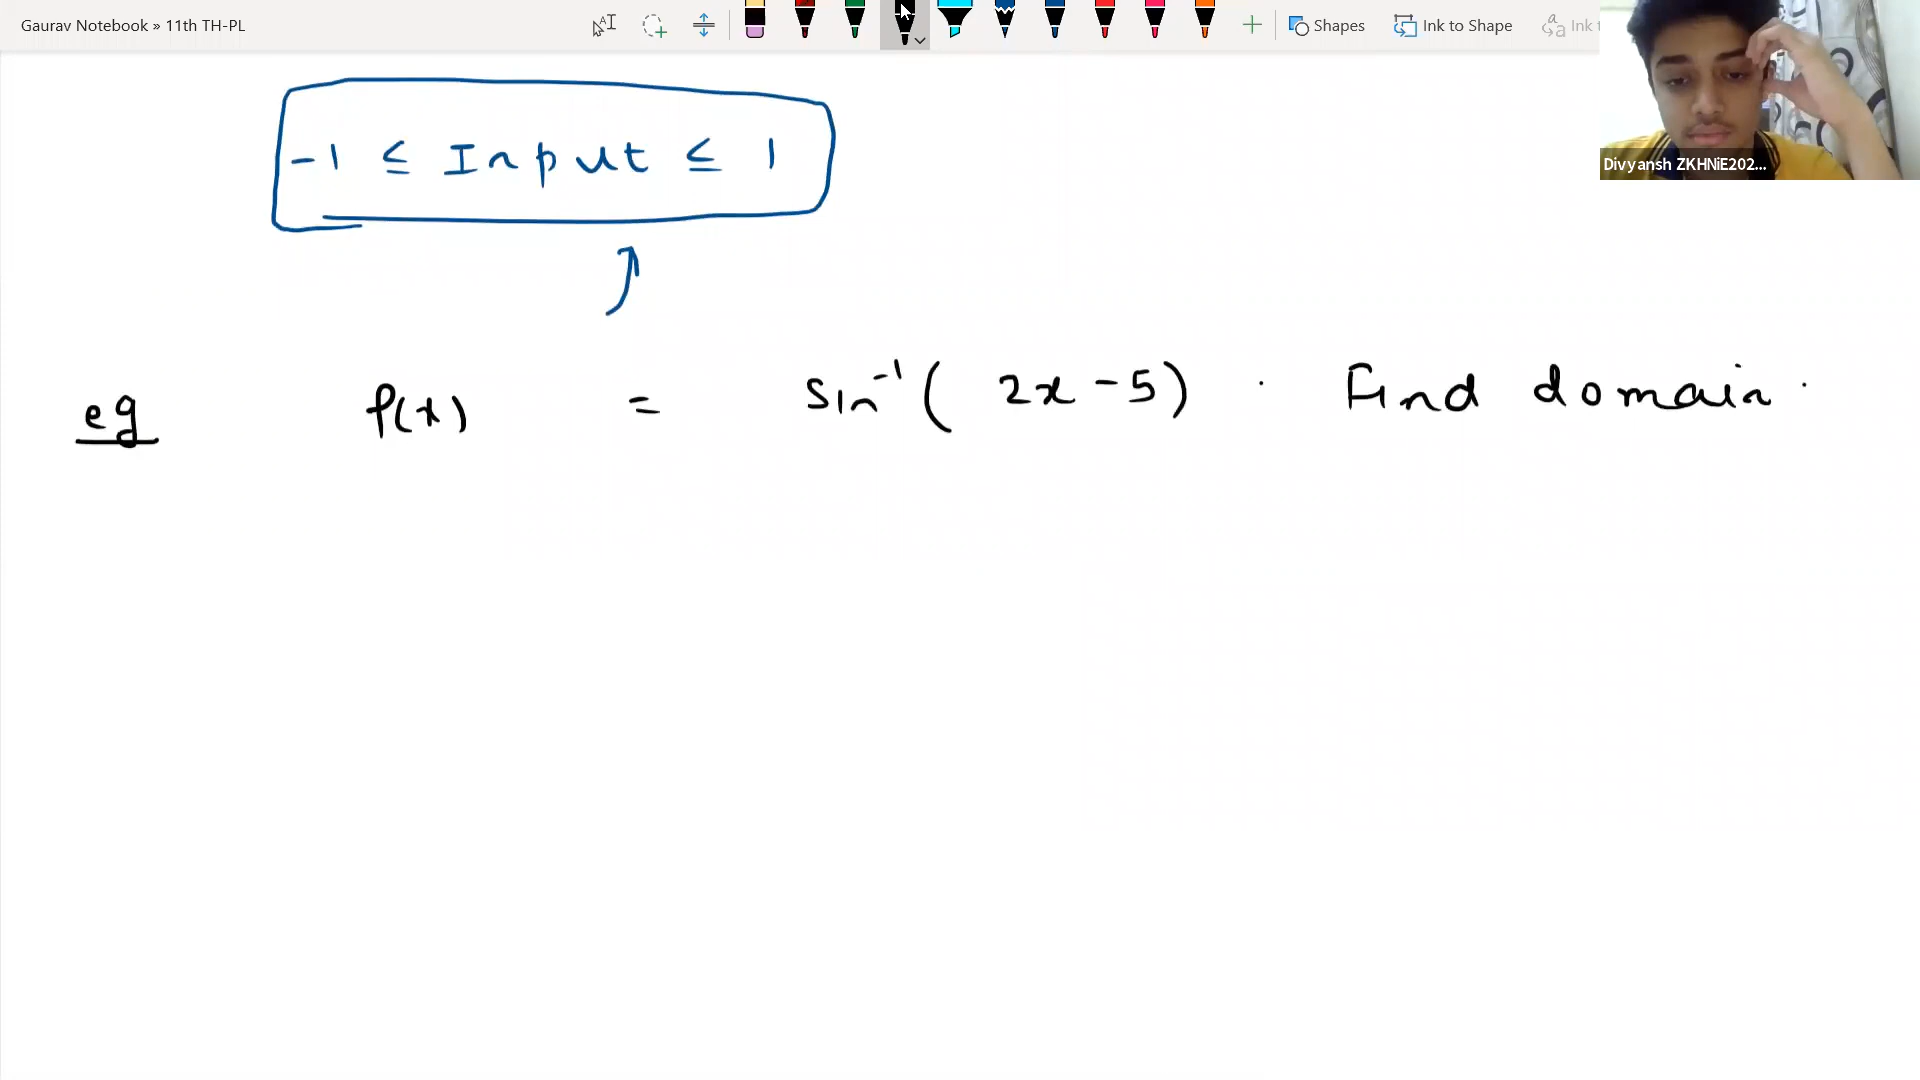 Gaurav Notebook » 11th TH-PL
Shapes
Ink to Shape
Ink t
-1 ≤ Input ≤ 1
Divyansh ZKHNiE202...
eg f(x) = sin⁻¹( 2x - 5) . Find domain .